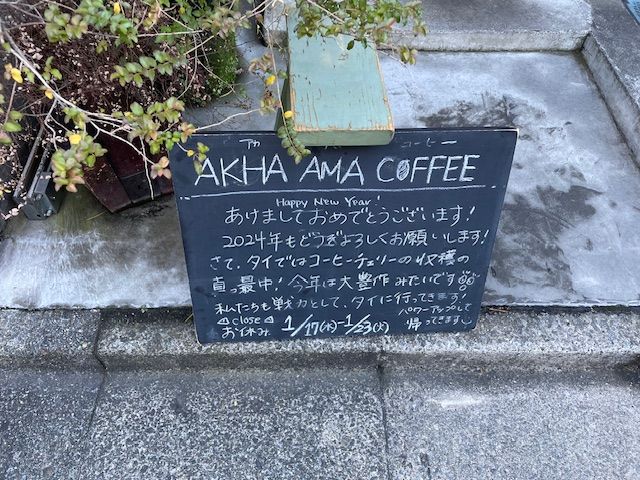 アカ コーヒー
AKHA AMA COFFEE
Happy New Year!
あけましておめでとうございます!
2024年もどうぞよろしくお願いします!
さて、タイではコーヒーチェリーの収穫の
真っ最中!今年は大豊作みたいです
私たちも戦力として、タイに行ってきます!
◁close▷
お休み
1/17(水)-1/23(火)
パワーアップして
帰ってきます